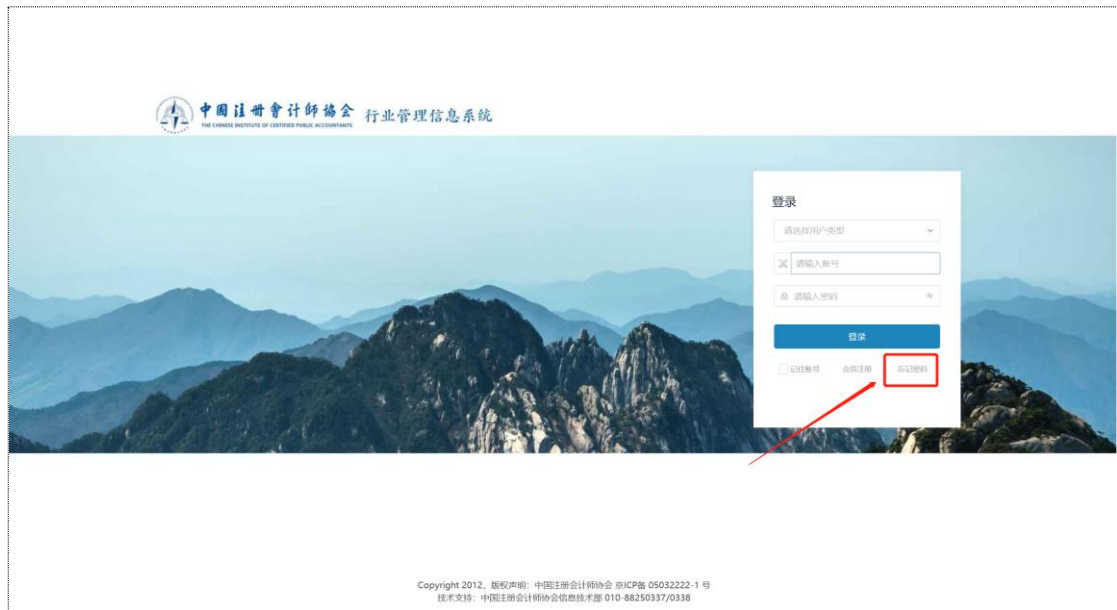 中国注册會计師協会 行业管理信息系统
THE CHINESE INSTITUTE OF CERTIFIED PUBLIC ACCOUNTANTS
登录
请选择用户类型
请输入账号
请输入密码
登录
记住账号 会员注册 忘记密码
Copyright 2012，版权声明：中国注册会计师协会 京ICP备 05032222-1 号
技术支持：中国注册会计师协会信息技术部 010-88250337/0338